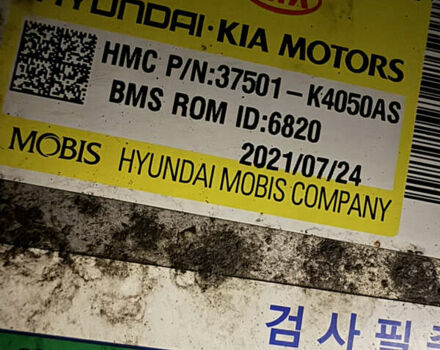 HYUNDAI·KIA MOTORS
HMC P/N:37501-K4050AS
BMS ROM ID:6820
2021/07/24
MOBIS HYUNDAI MOBIS COMPANY
검사필